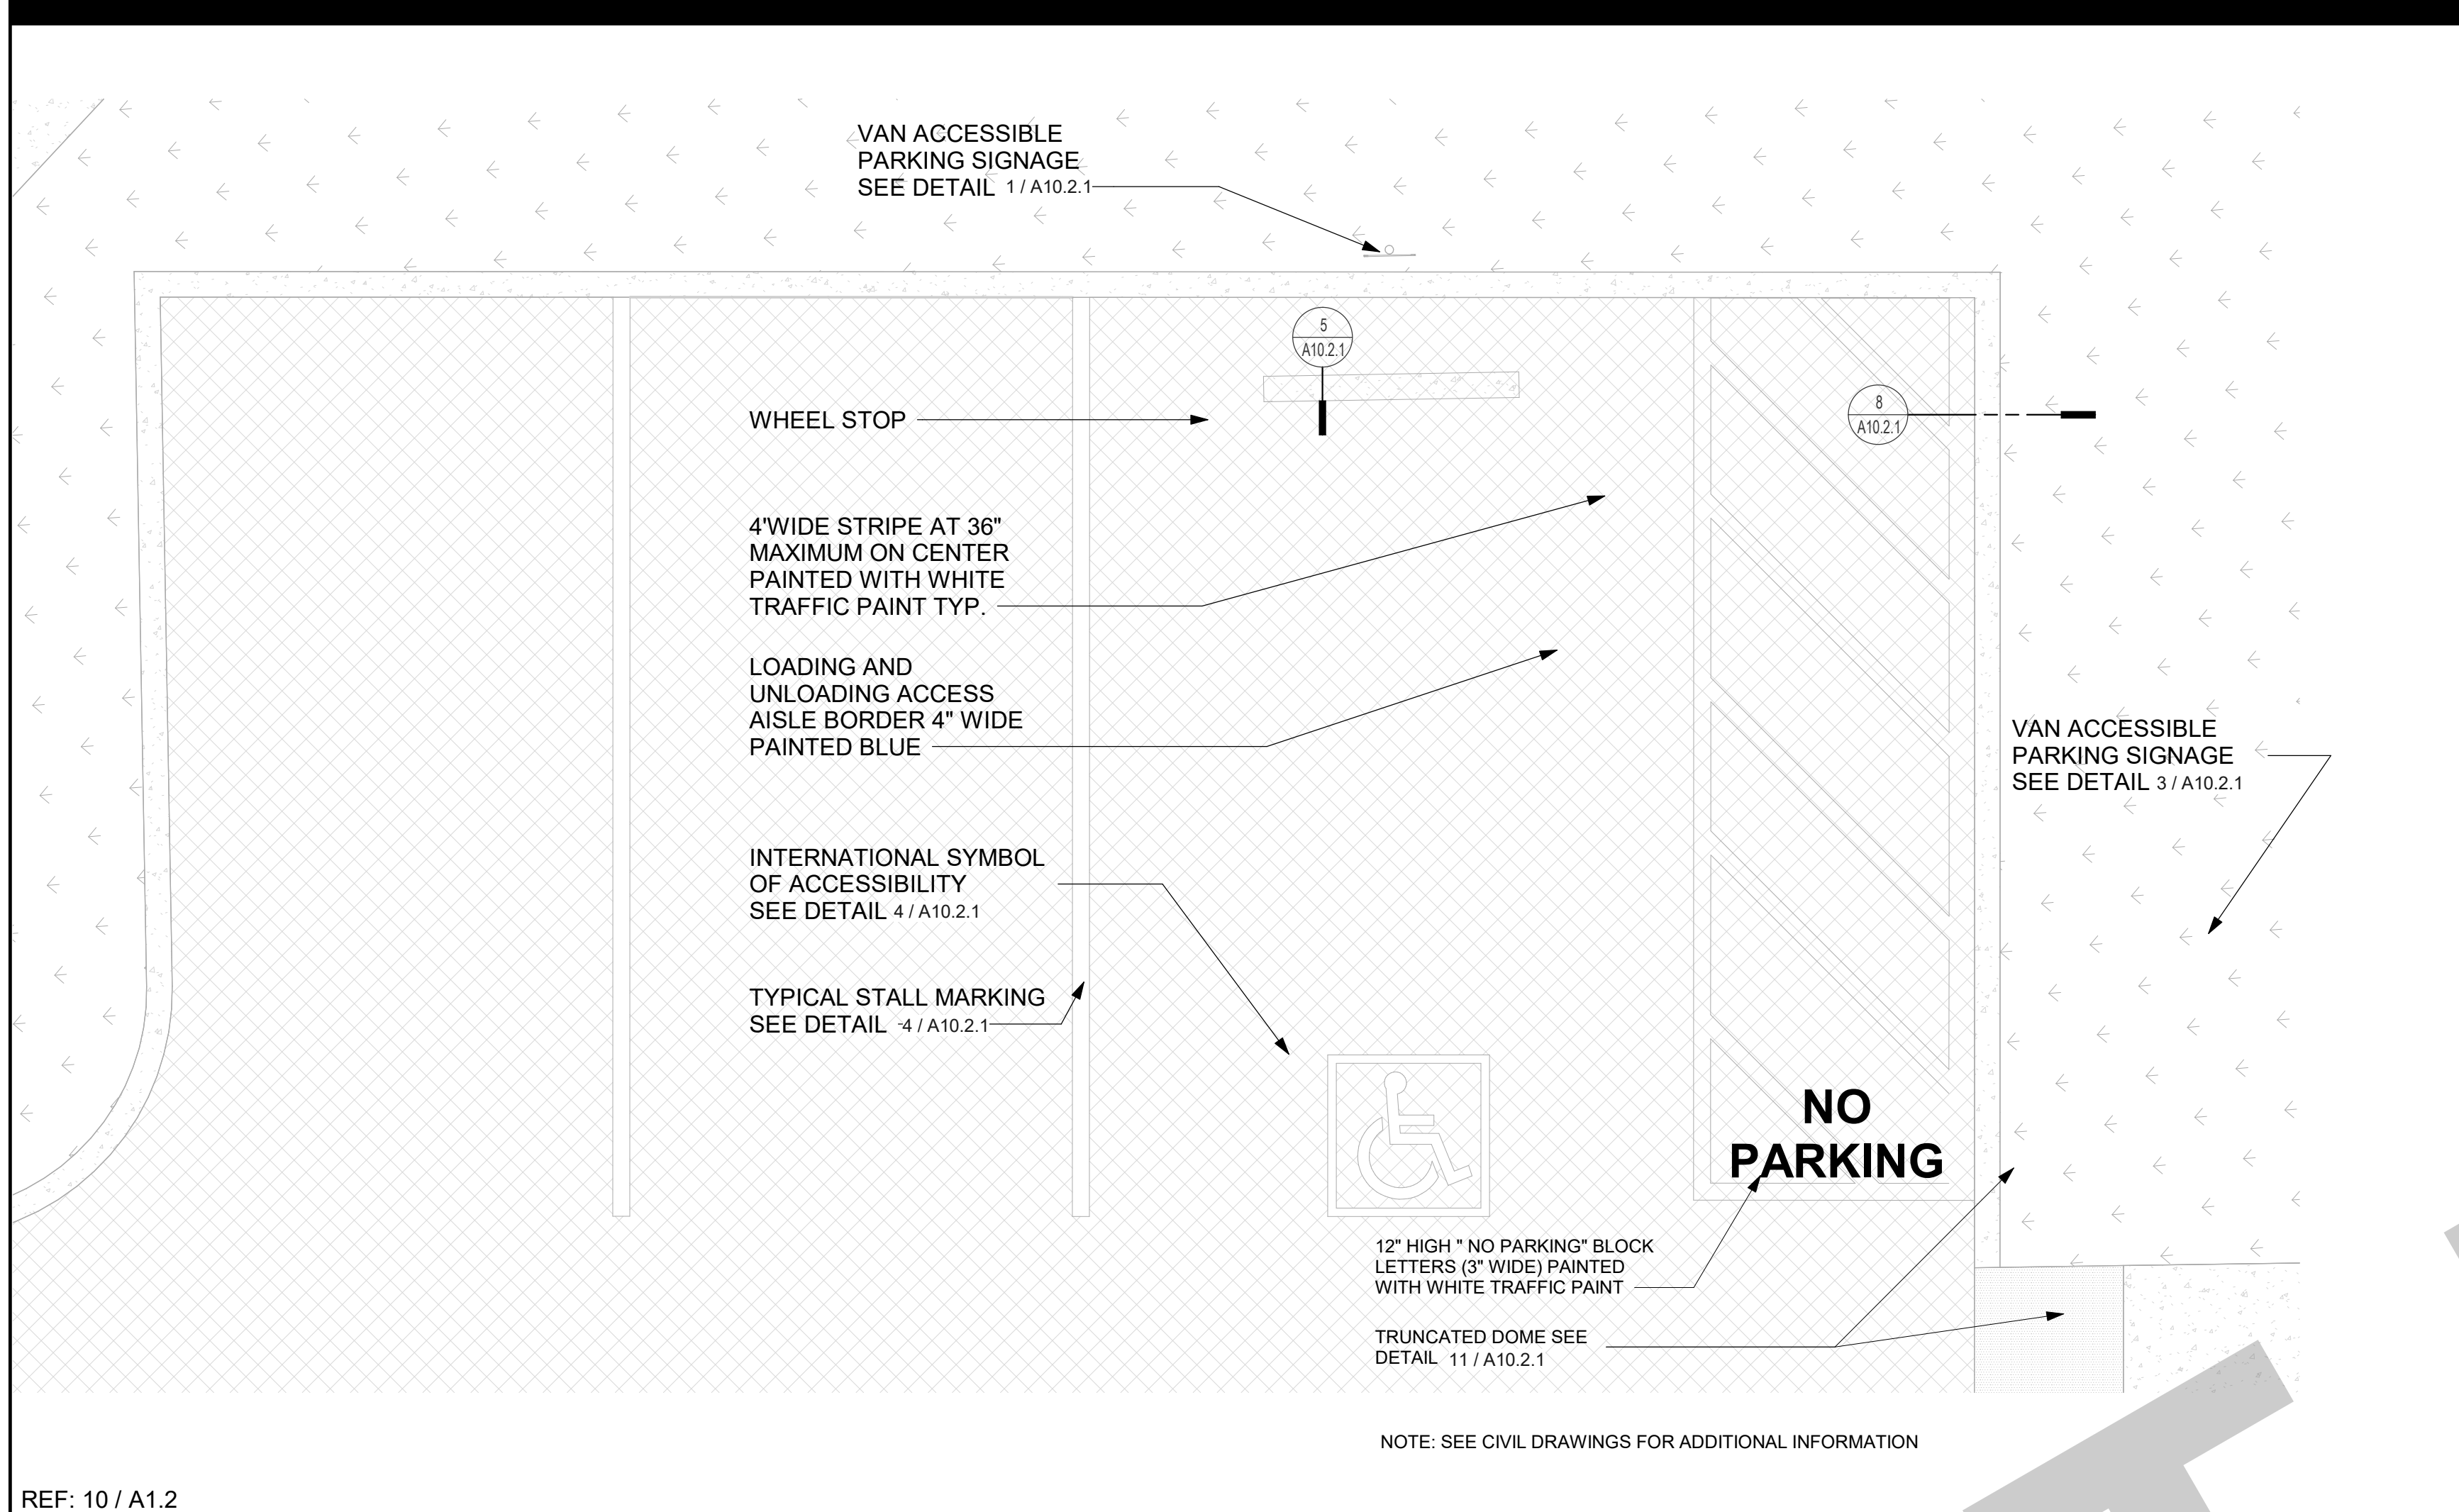 VAN ACCESSIBLE
PARKING SIGNAGE
SEE DETAIL 1 / A10.2.1
5
A10.2.1
8
A10.2.1
WHEEL STOP
4'WIDE STRIPE AT 36"
MAXIMUM ON CENTER
PAINTED WITH WHITE
TRAFFIC PAINT TYP.
LOADING AND
UNLOADING ACCESS
AISLE BORDER 4" WIDE
PAINTED BLUE
VAN ACCESSIBLE
PARKING SIGNAGE
SEE DETAIL 3 / A10.2.1
INTERNATIONAL SYMBOL
OF ACCESSIBILITY
SEE DETAIL 4 / A10.2.1
TYPICAL STALL MARKING
SEE DETAIL 4 / A10.2.1
NO
PARKING
12" HIGH " NO PARKING" BLOCK
LETTERS (3" WIDE) PAINTED
WITH WHITE TRAFFIC PAINT
TRUNCATED DOME SEE
DETAIL 11 / A10.2.1
NOTE: SEE CIVIL DRAWINGS FOR ADDITIONAL INFORMATION
REF: 10 / A1.2